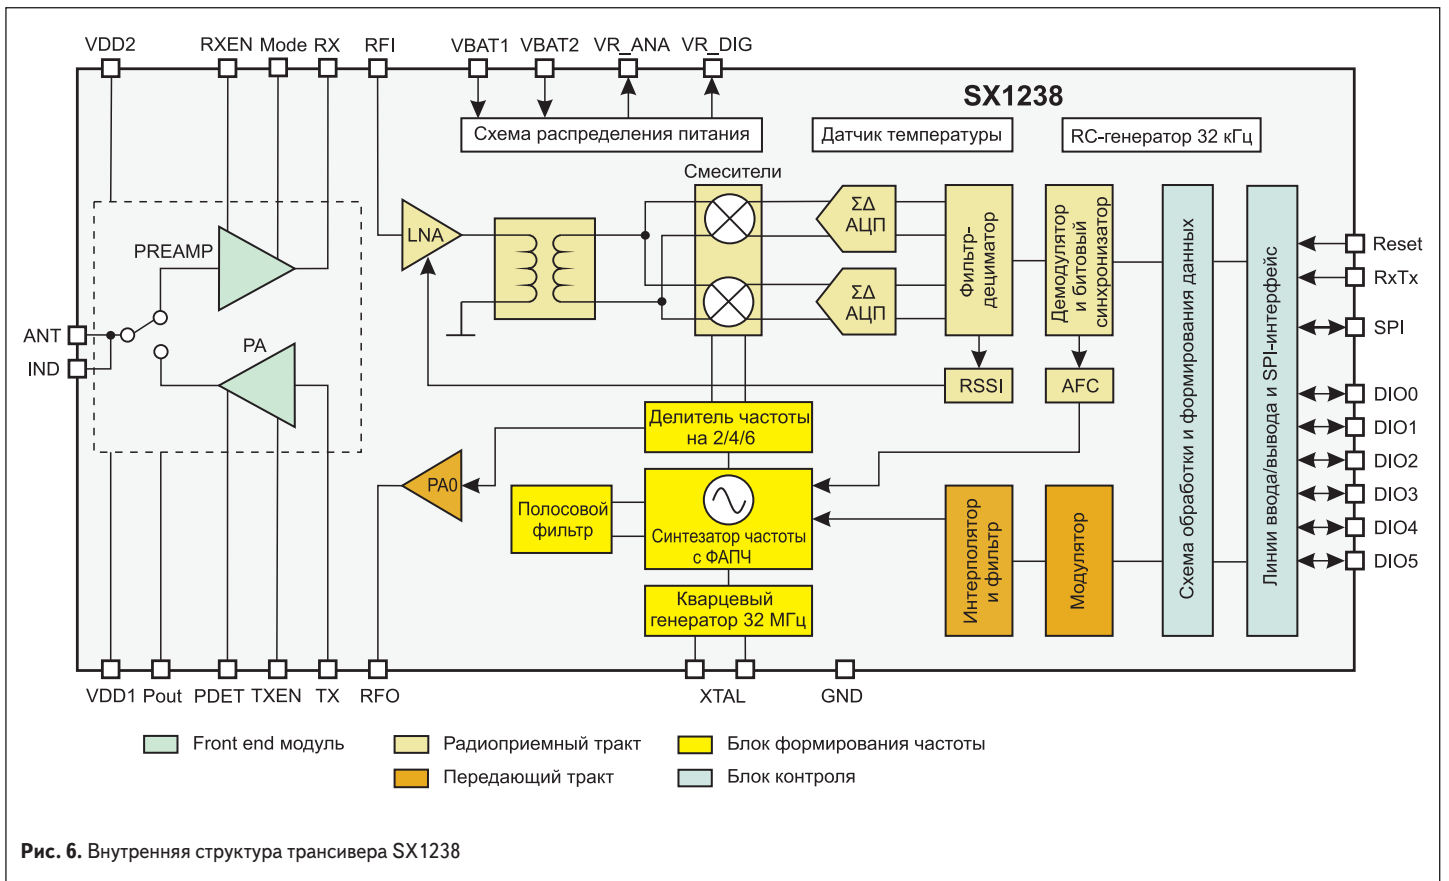 VDD2
RXEN
Mode
RX
RFI
VBAT1
VBAT2
VR_ANA
VR_DIG
SX1238
Схема распределения питания
Датчик температуры
RC-генератор 32 кГц
Смесители
PREAMP
LNA
ΣΔ
АЦП
ΣΔ
АЦП
Фильтр-
дециматор
Демодулятор
и битовый
синхронизатор
Схема обработки и формирования данных
Линии ввода/вывода и SPI-интерфейс
Reset
RxTx
SPI
DIO0
DIO1
DIO2
DIO3
DIO4
DIO5
ANT
IND
PA
RSSI
AFC
Делитель частоты
на 2/4/6
PA0
Полосовой
фильтр
Синтезатор частоты
с ФАПЧ
Интерполятор
и фильтр
Модулятор
Кварцевый
генератор 32 МГц
VDD1
Pout
PDET
TXEN
TX
RFO
XTAL
GND
Front end модуль
Радиоприемный тракт
Блок формирования частоты
Передающий тракт
Блок контроля
Рис. 6. Внутренняя структура трансивера SX1238